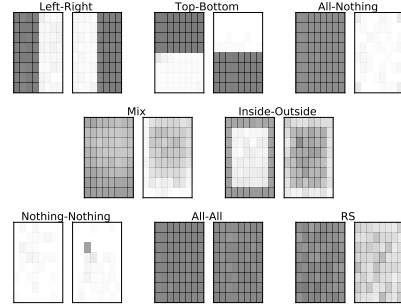 Left-Right
Top-Bottom
All-Nothing
Mix
Inside-Outside
Nothing-Nothing
All-All
RS